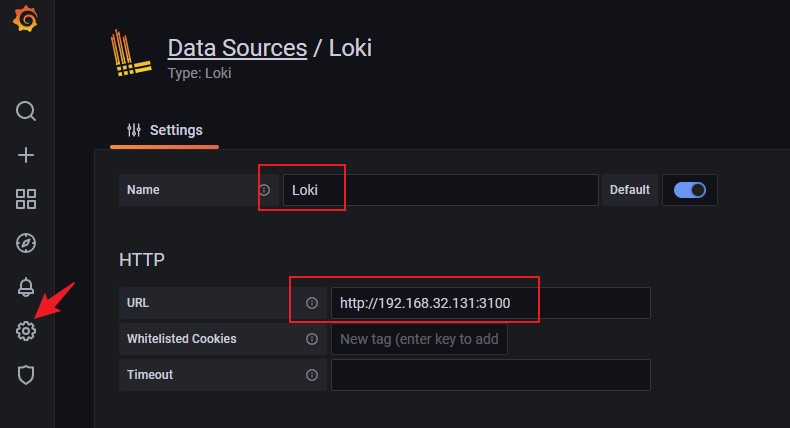 Data Sources / Loki
Type: Loki
Settings
Name Loki Default
HTTP
URL http://192.168.32.131:3100
Whitelisted Cookies New tag (enter key to add
Timeout